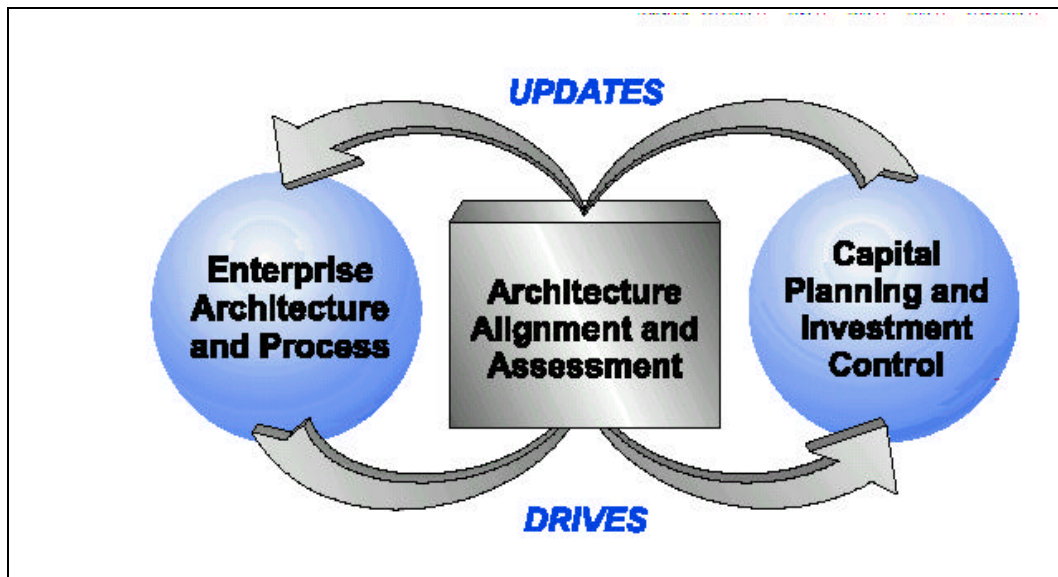 UPDATES
Enterprise
Architecture
and Process
Architecture
Alignment and
Assessment
Capital
Planning and
Investment
Control
DRIVES